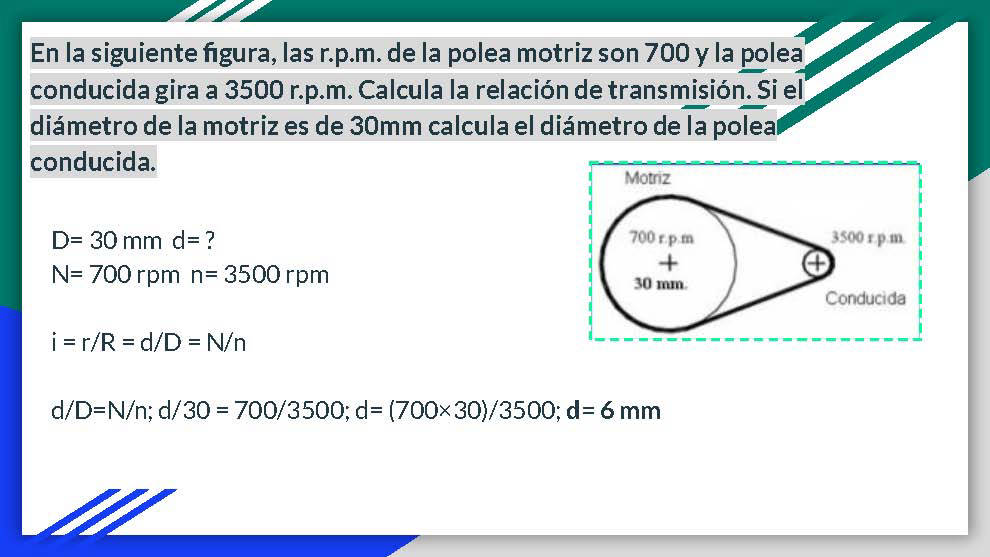 En la siguiente figura, las r.p.m. de la polea motriz son 700 y la polea
conducida gira a 3500 r.p.m. Calcula la relación de transmisión. Si el
diámetro de la motriz es de 30mm calcula el diámetro de la polea
conducida.
Motriz
700 r.p.m
3500 r.p.m.
30 mm.
Conducida
D= 30 mm d= ?
N= 700 rpm n= 3500 rpm
i = r/R = d/D = N/n
d/D=N/n; d/30 = 700/3500; d= (700×30)/3500; d= 6 mm